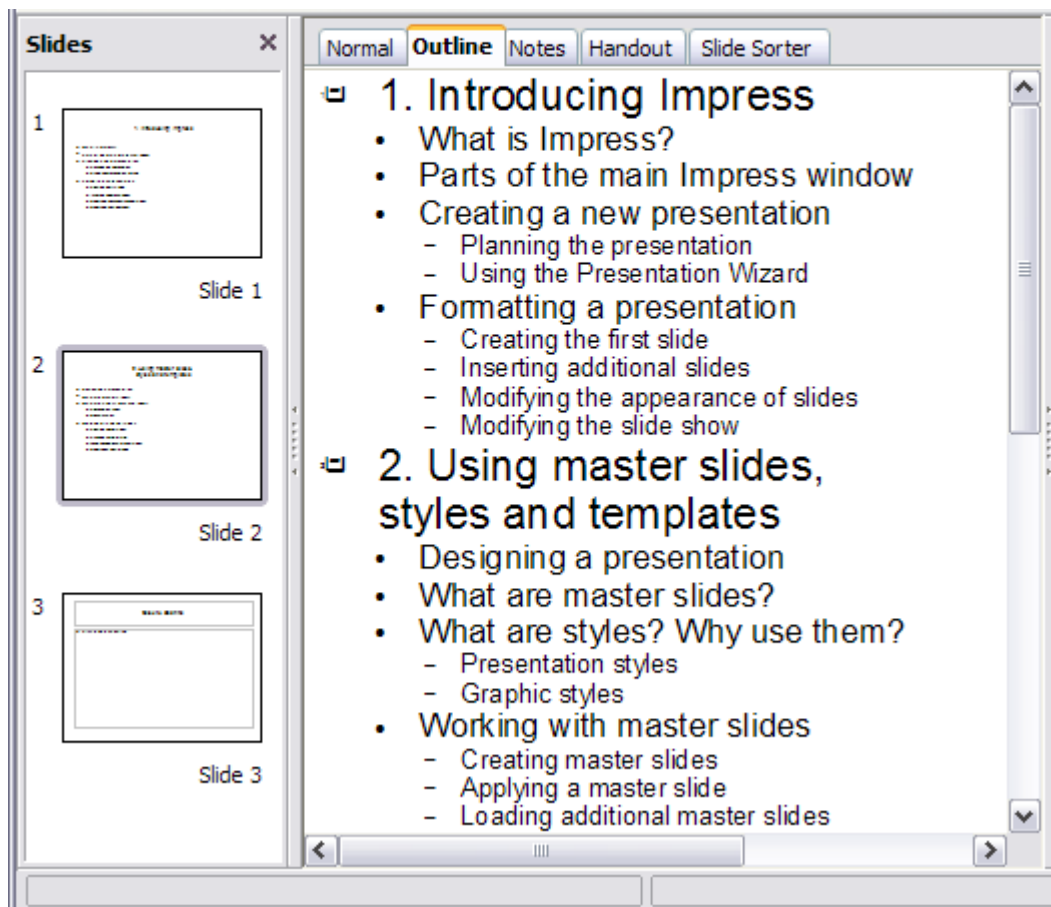 Slides
1
Slide 1
2
Slide 2
3
Slide 3
Normal Outline Notes Handout Slide Sorter
1. Introducing Impress
• What is Impress?
• Parts of the main Impress window
• Creating a new presentation
– Planning the presentation
– Using the Presentation Wizard
• Formatting a presentation
– Creating the first slide
– Inserting additional slides
– Modifying the appearance of slides
– Modifying the slide show
2. Using master slides,
styles and templates
• Designing a presentation
• What are master slides?
• What are styles? Why use them?
– Presentation styles
– Graphic styles
• Working with master slides
– Creating master slides
– Applying a master slide
– Loading additional master slides